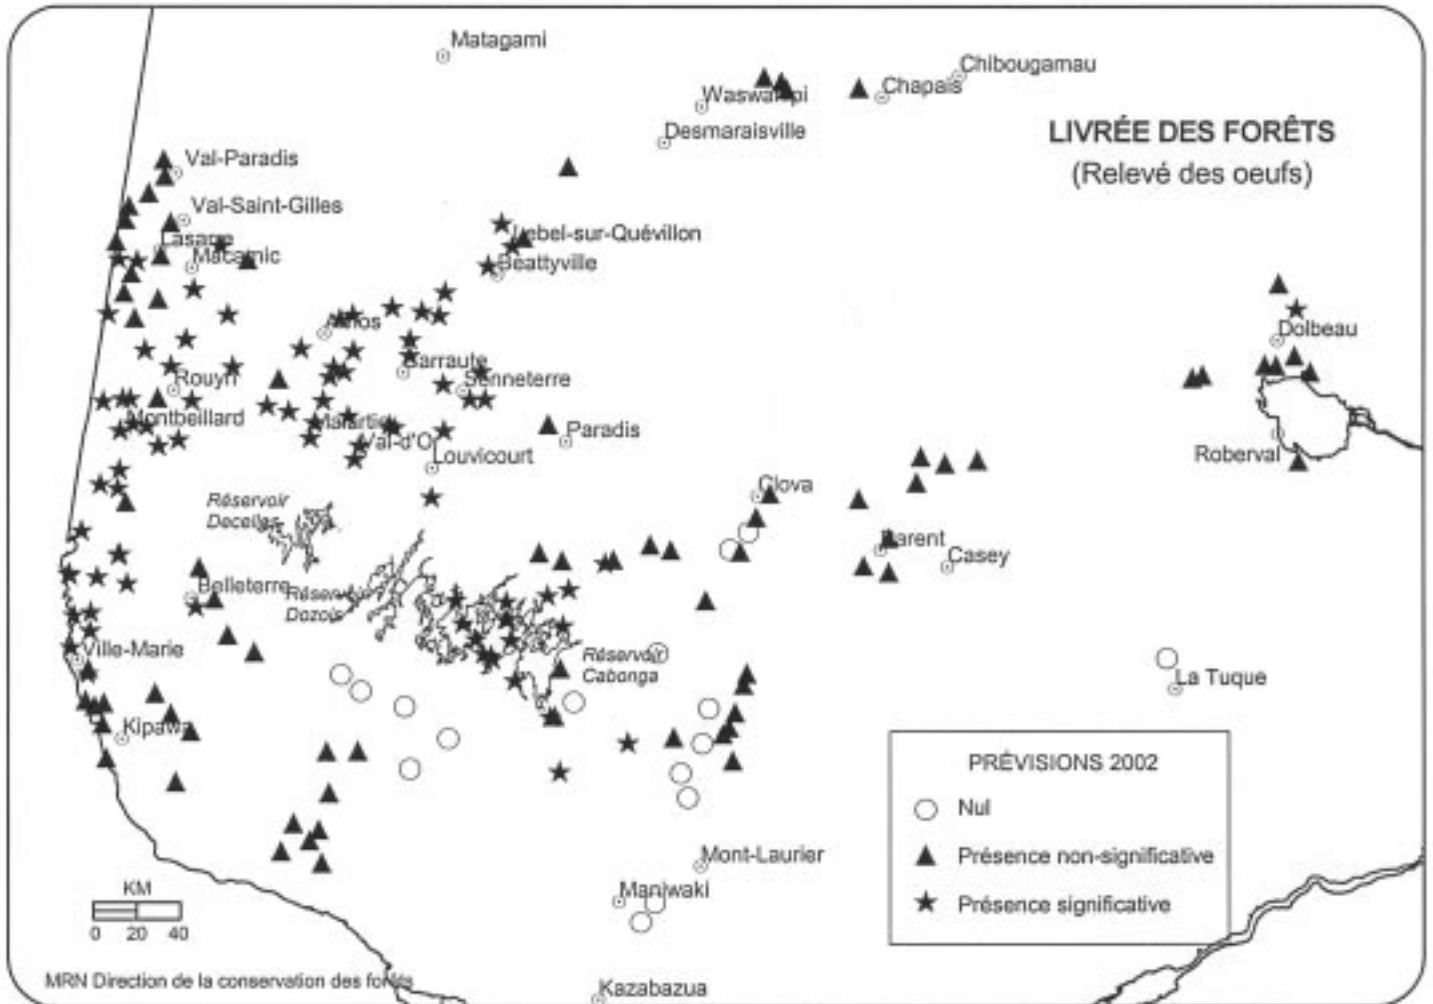 Matagami
Chibougamau
Chapais
Waswanipi
LIVRÉE DES FORÊTS
Desmaraisville
Val-Paradis
(Relevé des oeufs)
Val-Saint-Gilles
Lebel-sur-Quévillon
Lasarre
Macamic
Beattyville
Amos
Dolbeau
Barraute
Rouyn
Senneterre
Montbeillard
Malartic
Paradis
Val-d'Or
Louvicourt
Roberval
Clova
Réservoir
Decelles
Parent
Casey
Belleterre
Réservoir
Dozois
Ville-Marie
Réservoir
Cabonga
La Tuque
Kipawa
PRÉVISIONS 2002
Nul
Mont-Laurier
Présence non-significative
KM
Maniwaki
Présence significative
0 20 40
MRN Direction de la conservation des forêts
Kazabazua